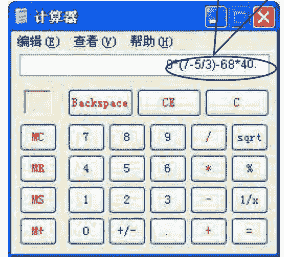 计算器
编辑(E) 查看(V) 帮助(H)
8*(7-5/3)-68*40.
Backspace CE C
MC 7 8 9 / sqrt
MR 4 5 6 * %
MS 1 2 3 - 1/x
M+ 0 +/- . + =